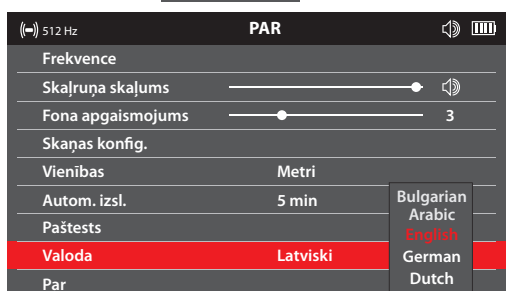 512 Hz PAR
Frekvence
Skaļruņa skaļums
Fona apgaismojums 3
Skaņas konfig.
Vienības Metri
Autom. izsl. 5 min
Paštests
Valoda Latviski
Par
Bulgarian
Arabic
English
German
Dutch